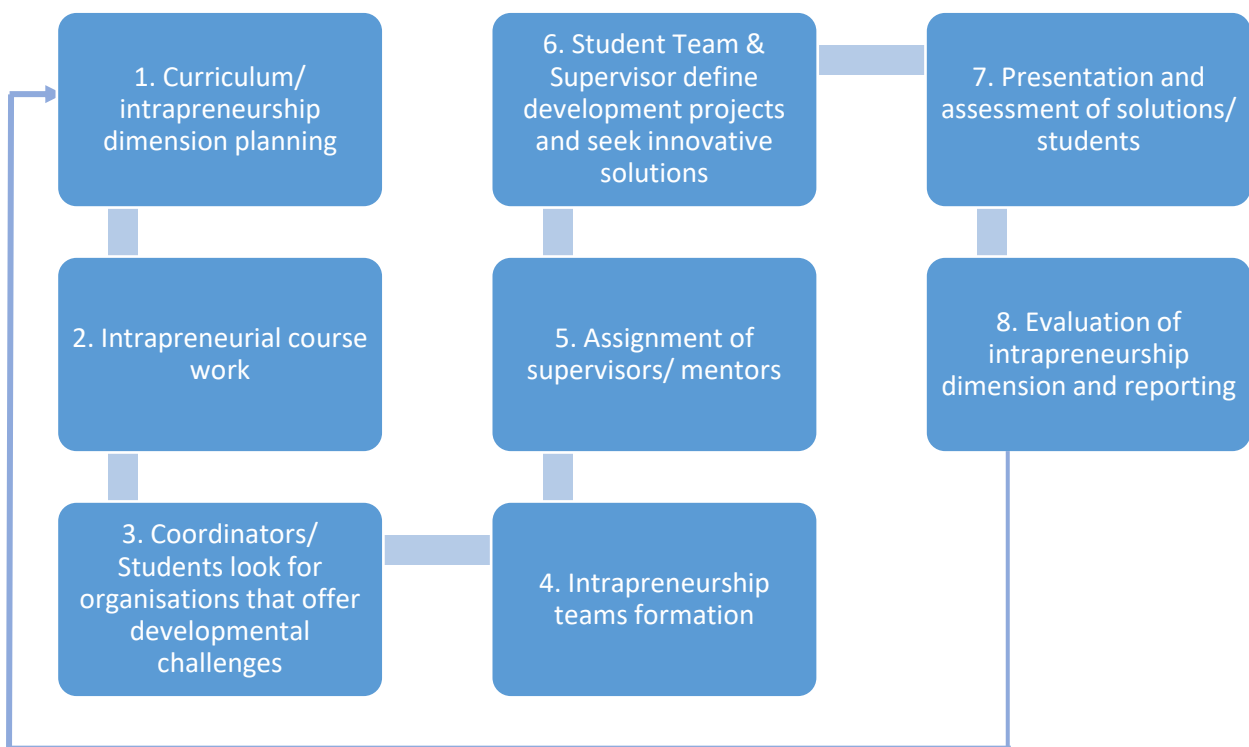 1. Curriculum/
intrapreneurship
dimension planning
2. Intrapreneurial course
work
3. Coordinators/
Students look for
organisations that offer
developmental
challenges
4. Intrapreneurship
teams formation
5. Assignment of
supervisors/ mentors
6. Student Team &
Supervisor define
development projects
and seek innovative
solutions
7. Presentation and
assessment of solutions/
students
8. Evaluation of
intrapreneurship
dimension and reporting